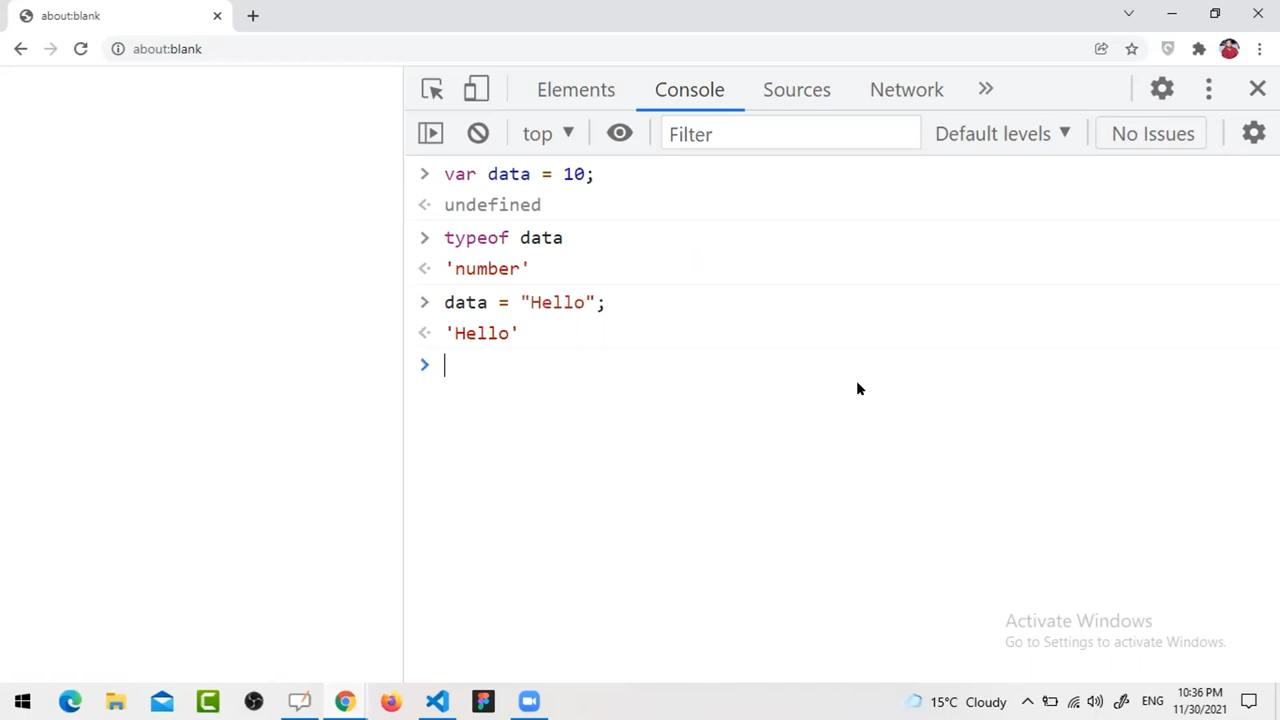 about:blank
about:blank
Elements Console Sources Network
top Filter Default levels No Issues
> var data = 10;
undefined
> typeof data
'number'
> data = "Hello";
'Hello'
>
Activate Windows
Go to Settings to activate Windows.
15°C Cloudy ENG 10:36 PM
11/30/2021